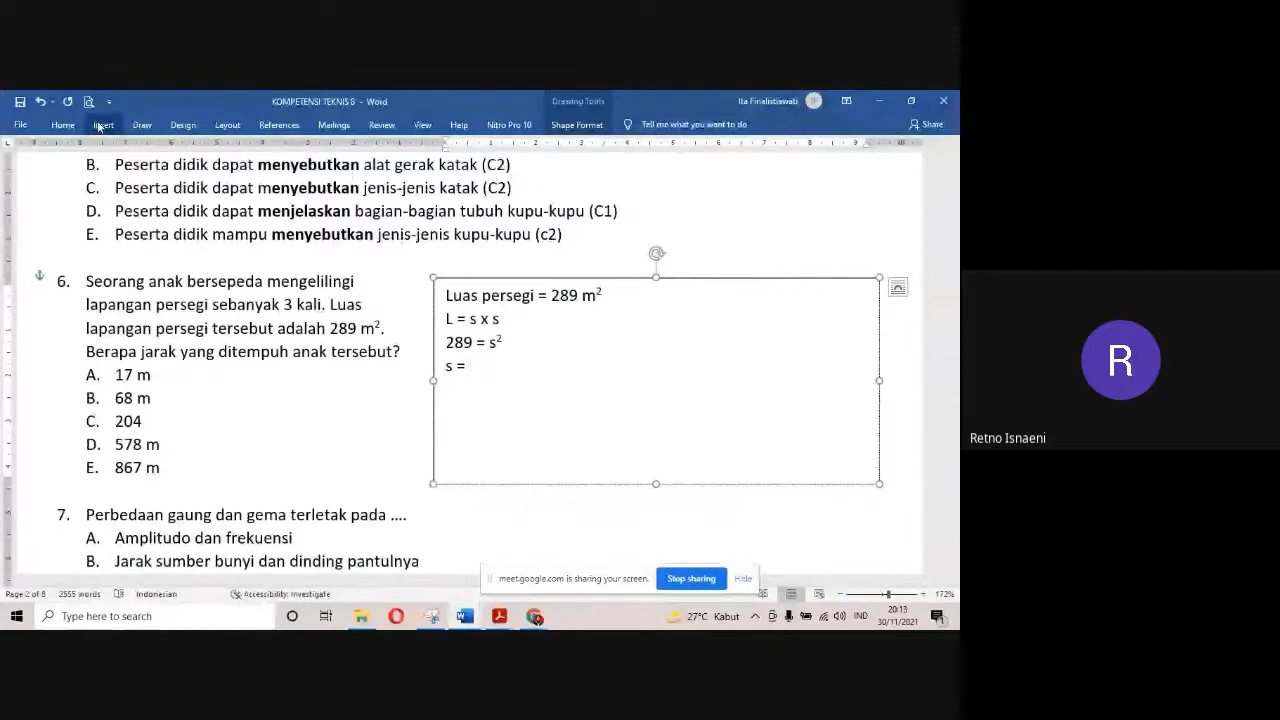 KOMPETENSI TEKNIS 8 - Word
Drawing Tools
Ita Finalistiawati
File Home Insert Draw Design Layout References Mailings Review View Help Nitro Pro 10 Shape Format Tell me what you want to do Share
B. Peserta didik dapat menyebutkan alat gerak katak (C2)
C. Peserta didik dapat menyebutkan jenis-jenis katak (C2)
D. Peserta didik dapat menjelaskan bagian-bagian tubuh kupu-kupu (C1)
E. Peserta didik mampu menyebutkan jenis-jenis kupu-kupu (c2)
6. Seorang anak bersepeda mengelilingi
lapangan persegi sebanyak 3 kali. Luas
lapangan persegi tersebut adalah 289 m².
Berapa jarak yang ditempuh anak tersebut?
A. 17 m
B. 68 m
C. 204
D. 578 m
E. 867 m
Luas persegi = 289 m²
L = s x s
289 = s²
s =
7. Perbedaan gaung dan gema terletak pada ....
A. Amplitudo dan frekuensi
B. Jarak sumber bunyi dan dinding pantulnya
meet.google.com is sharing your screen. Stop sharing Hide
Page 2 of 8 2555 words Indonesian Accessibility: Investigate 172%
Type here to search
27°C Kabut IND
20:13
30/11/2021
R
Retno Isnaeni